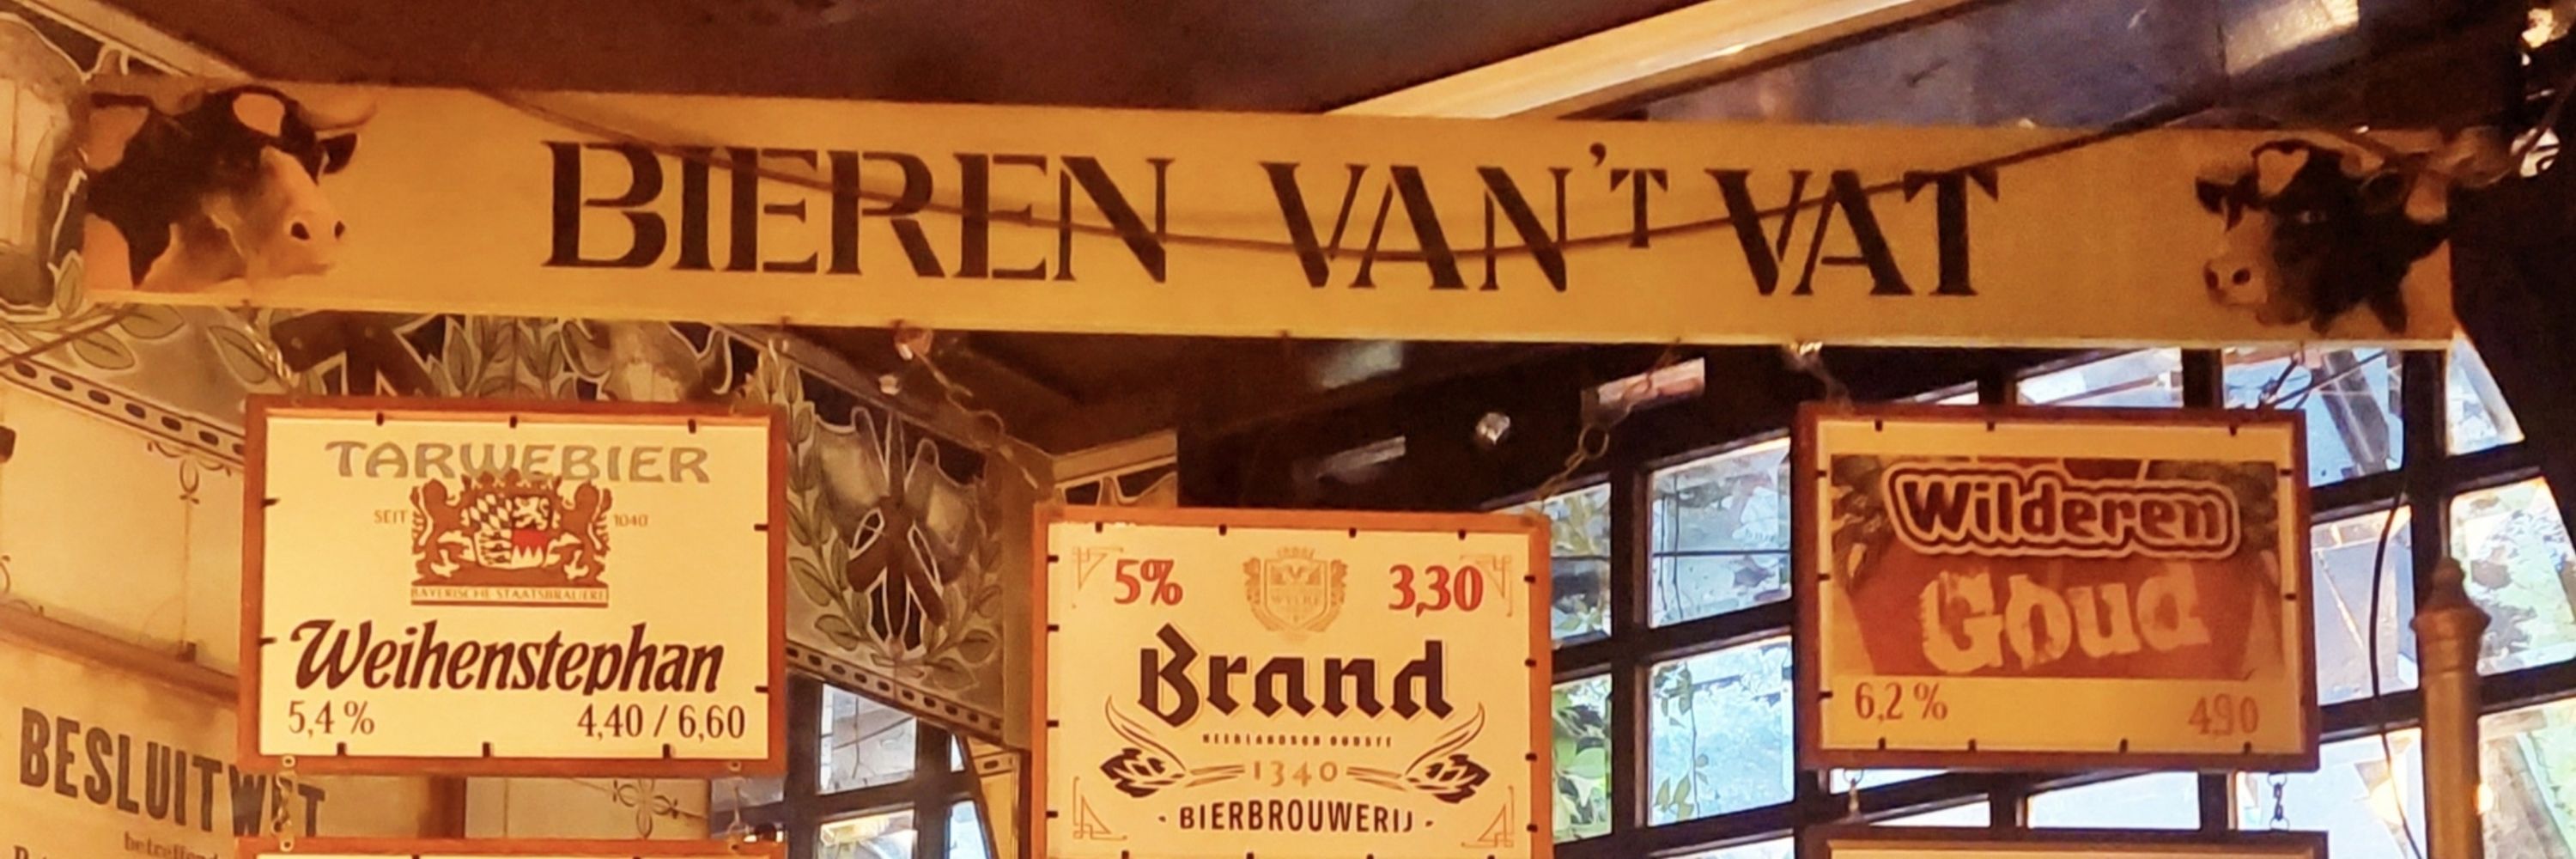 BIEREN VAN 'T VAT
TARWEBIER
SEIT 1040
BAYERISCHE STAATSBRAUEREI
Weihenstephan
5,4 % 4,40 / 6,60
5% 3,30
Brand
1340
· BIERBROUWERIJ ·
Wilderen
Goud
6,2 % 4,90
BESLUITWET